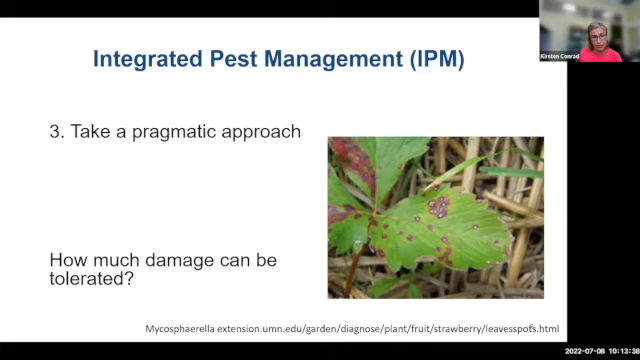 Kirsten Conrad
Integrated Pest Management (IPM)
3. Take a pragmatic approach
How much damage can be
tolerated?
Mycosphaerella extension.umn.edu/garden/diagnose/plant/fruit/strawberry/leavesspots.html
2022-07-08 10:13:38